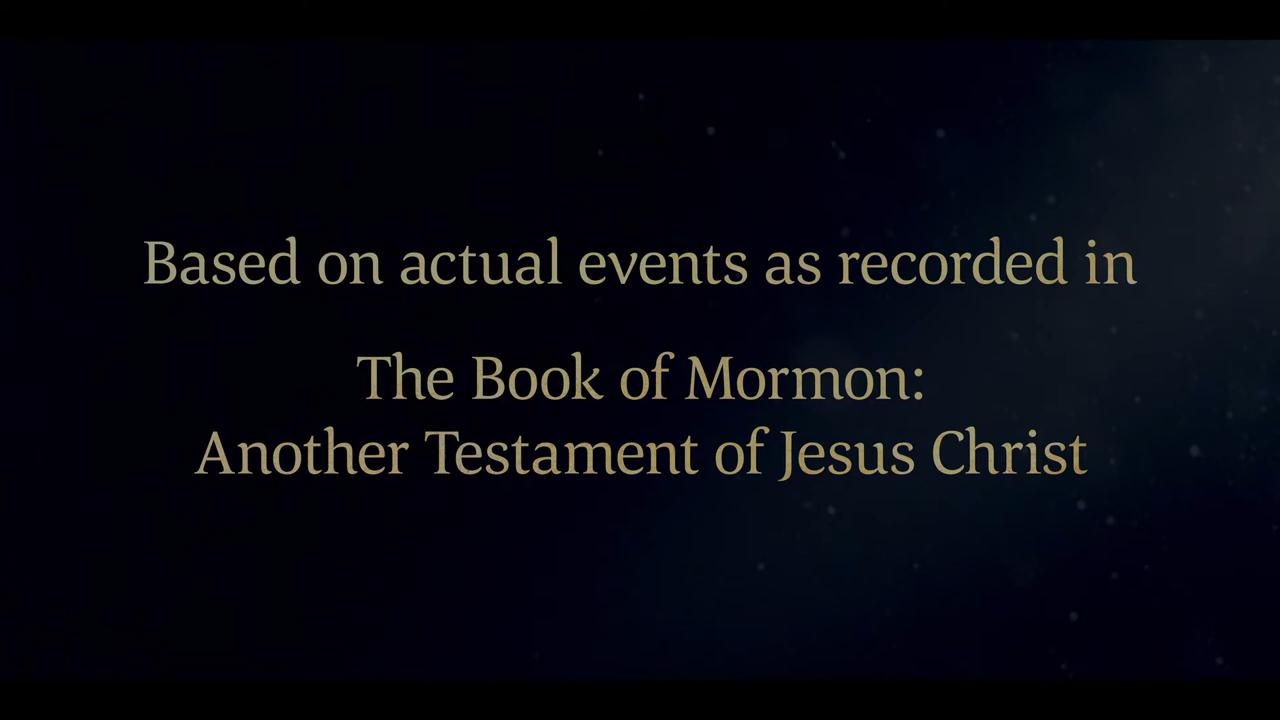 Based on actual events as recorded in
The Book of Mormon:
Another Testament of Jesus Christ